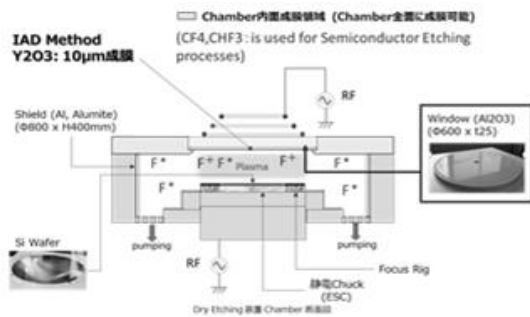 Chamber内面成膜領域 (Chamber全面に成膜可能)
(CF4,CHF3 : is used for Semiconductor Etching
processes)
IAD Method
Y2O3: 10μm成膜
RF
Shield (Al, Alumite)
(Φ800 x H400mm)
Window (Al2O3)
(Φ600 x t25)
F* F+ F* F+ F*
Plasma
F* F*
Si Wafer
pumping
pumping
RF
Focus Rig
静電Chuck
(ESC)
Dry Etching 装置 Chamber 断面図